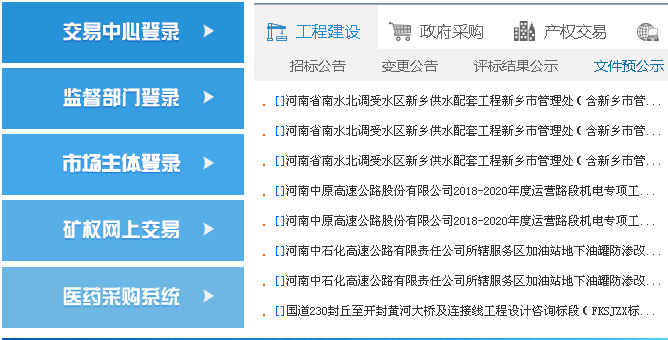 交易中心登录
监督部门登录
市场主体登录
矿权网上交易
医药采购系统
工程建设 政府采购 产权交易
招标公告 变更公告 评标结果公示 文件预公示
[]河南省南水北调受水区新乡供水配套工程新乡市管理处（含新乡市管...
[]河南省南水北调受水区新乡供水配套工程新乡市管理处（含新乡市管...
[]河南省南水北调受水区新乡供水配套工程新乡市管理处（含新乡市管...
[]河南中原高速公路股份有限公司2018-2020年度运营路段机电专项工...
[]河南中原高速公路股份有限公司2018-2020年度运营路段机电专项工...
[]河南中石化高速公路有限责任公司所辖服务区加油站地下油罐防渗改...
[]河南中石化高速公路有限责任公司所辖服务区加油站地下油罐防渗改...
[]国道230封丘至开封黄河大桥及连接线工程设计咨询标段（FKSJZX标...